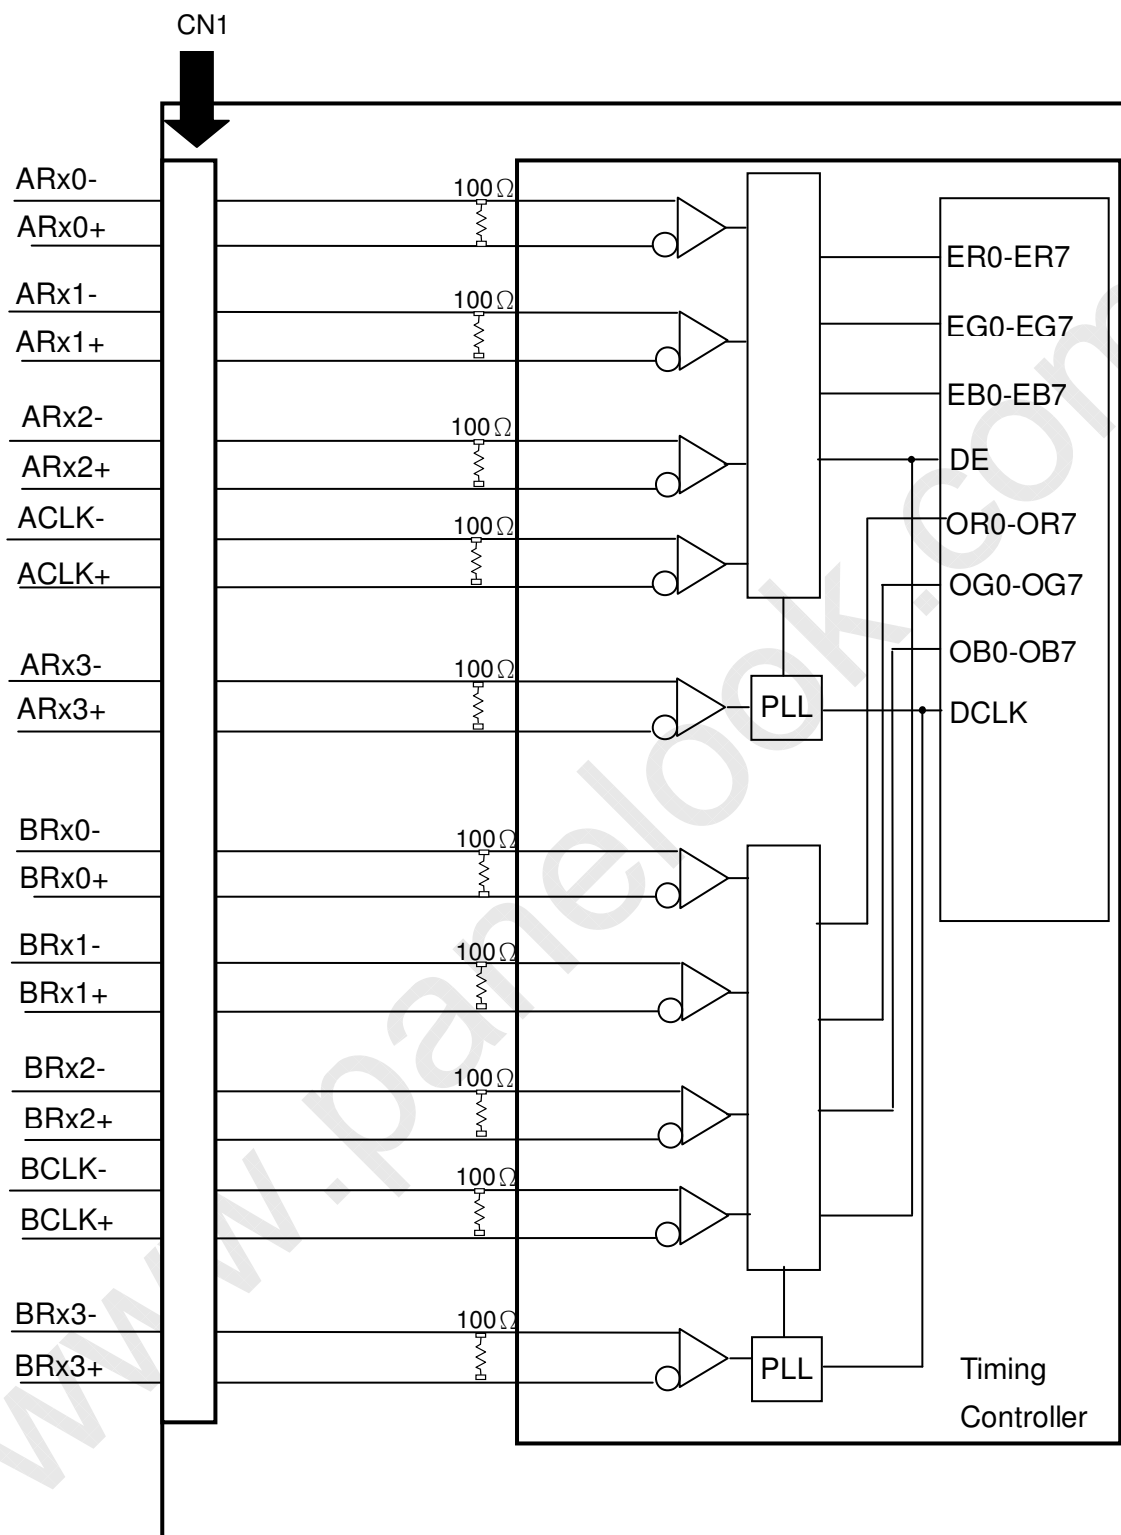 CN1
ARx0-
100Ω
ARx0+
ER0-ER7
ARx1-
100Ω
EG0-EG7
ARx1+
EB0-EB7
ARx2-
100Ω
ARx2+
DE
ACLK-
100Ω
OR0-OR7
ACLK+
OG0-OG7
ARx3-
100Ω
OB0-OB7
ARx3+
PLL
DCLK
BRx0-
100Ω
BRx0+
BRx1-
100Ω
BRx1+
BRx2-
100Ω
BRx2+
BCLK-
100Ω
BCLK+
BRx3-
100Ω
BRx3+
PLL
Timing
Controller
www.panelook.com